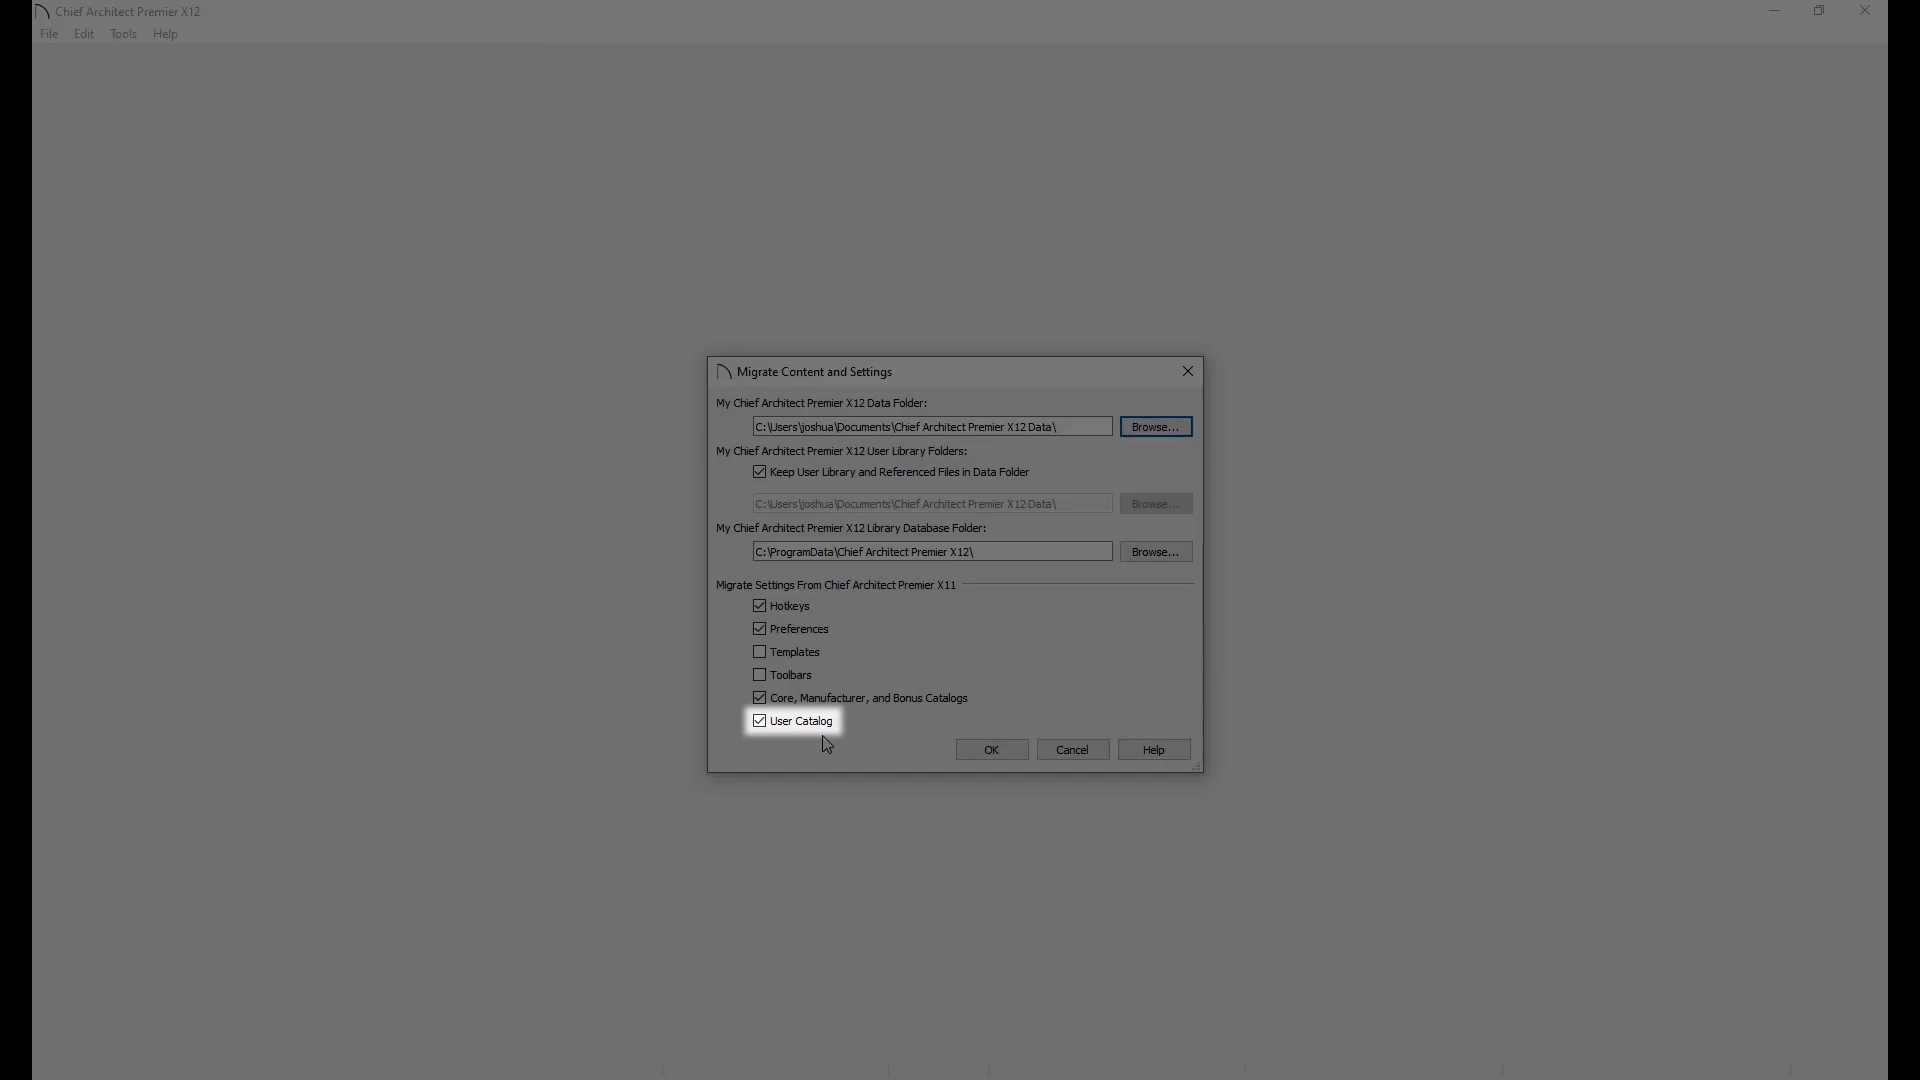 Chief Architect Premier X12
File Edit Tools Help
Migrate Content and Settings
My Chief Architect Premier X12 Data Folder:
C:\Users\joshua\Documents\Chief Architect Premier X12 Data\ Browse...
My Chief Architect Premier X12 User Library Folders:
Keep User Library and Referenced Files in Data Folder
C:\Users\joshua\Documents\Chief Architect Premier X12 Data\ Browse...
My Chief Architect Premier X12 Library Database Folder:
C:\ProgramData\Chief Architect Premier X12\ Browse...
Migrate Settings From Chief Architect Premier X11
Hotkeys
Preferences
Templates
Toolbars
Core, Manufacturer, and Bonus Catalogs
User Catalog
OK Cancel Help